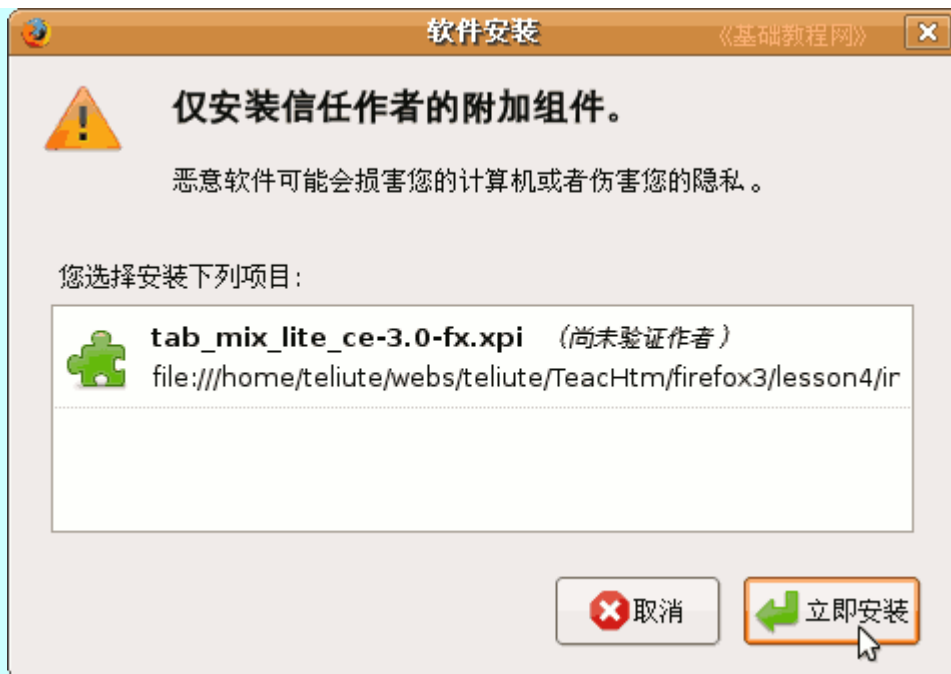 软件安装 《基础教程网》
仅安装信任作者的附加组件。
恶意软件可能会损害您的计算机或者伤害您的隐私。
您选择安装下列项目:
tab_mix_lite_ce-3.0-fx.xpi (尚未验证作者)
file:///home/teliute/webs/teliute/TeacHtm/firefox3/lesson4/in
取消 立即安装